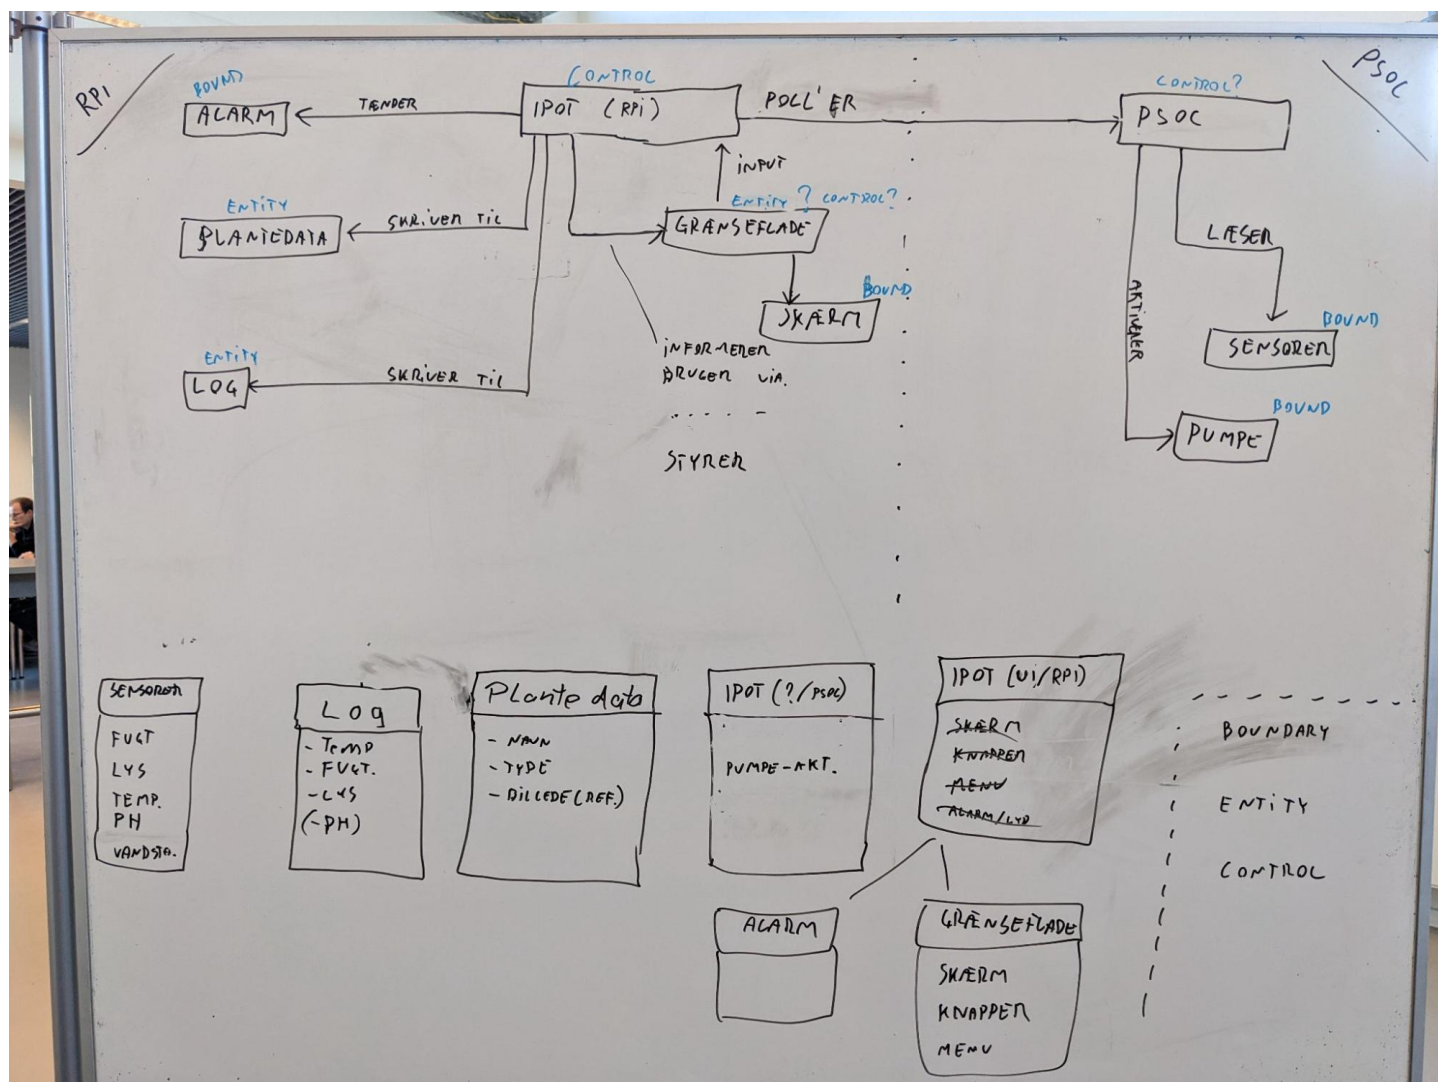 RPI
PSOC
BOUND
CONTROL
CONTROL?
ALARM
TÆNDER
IPOT (RPi)
POLL'ER
PSOC
INPUT
ENTITY
ENTITY ? CONTROL?
PLANTEDATA
SKRIVER TIL
GRÆNSEFLADE
LÆSER
BOUND
SKÆRM
AKTIVERER
BOUND
SENSORER
ENTITY
LOG
SKRIVER TIL
INFORMERER
BRUGER VIA.
STYRER
BOUND
PUMPE
SENSORER
FUGT
LYS
TEMP.
PH
VANDSTA.
Log
- TEMP
- FUGT.
- LYS
(- PH)
Plante data
- NAVN
- TYPE
- BILLEDE (REF.)
IPOT (?/PSOC)
PUMPE-AKT.
IPOT (UI/RPI)
SKÆRM
KNAPPER
MENU
ALARM/LYD
ALARM
GRÆNSEFLADE
SKÆRM
KNAPPER
MENU
BOUNDARY
ENTITY
CONTROL